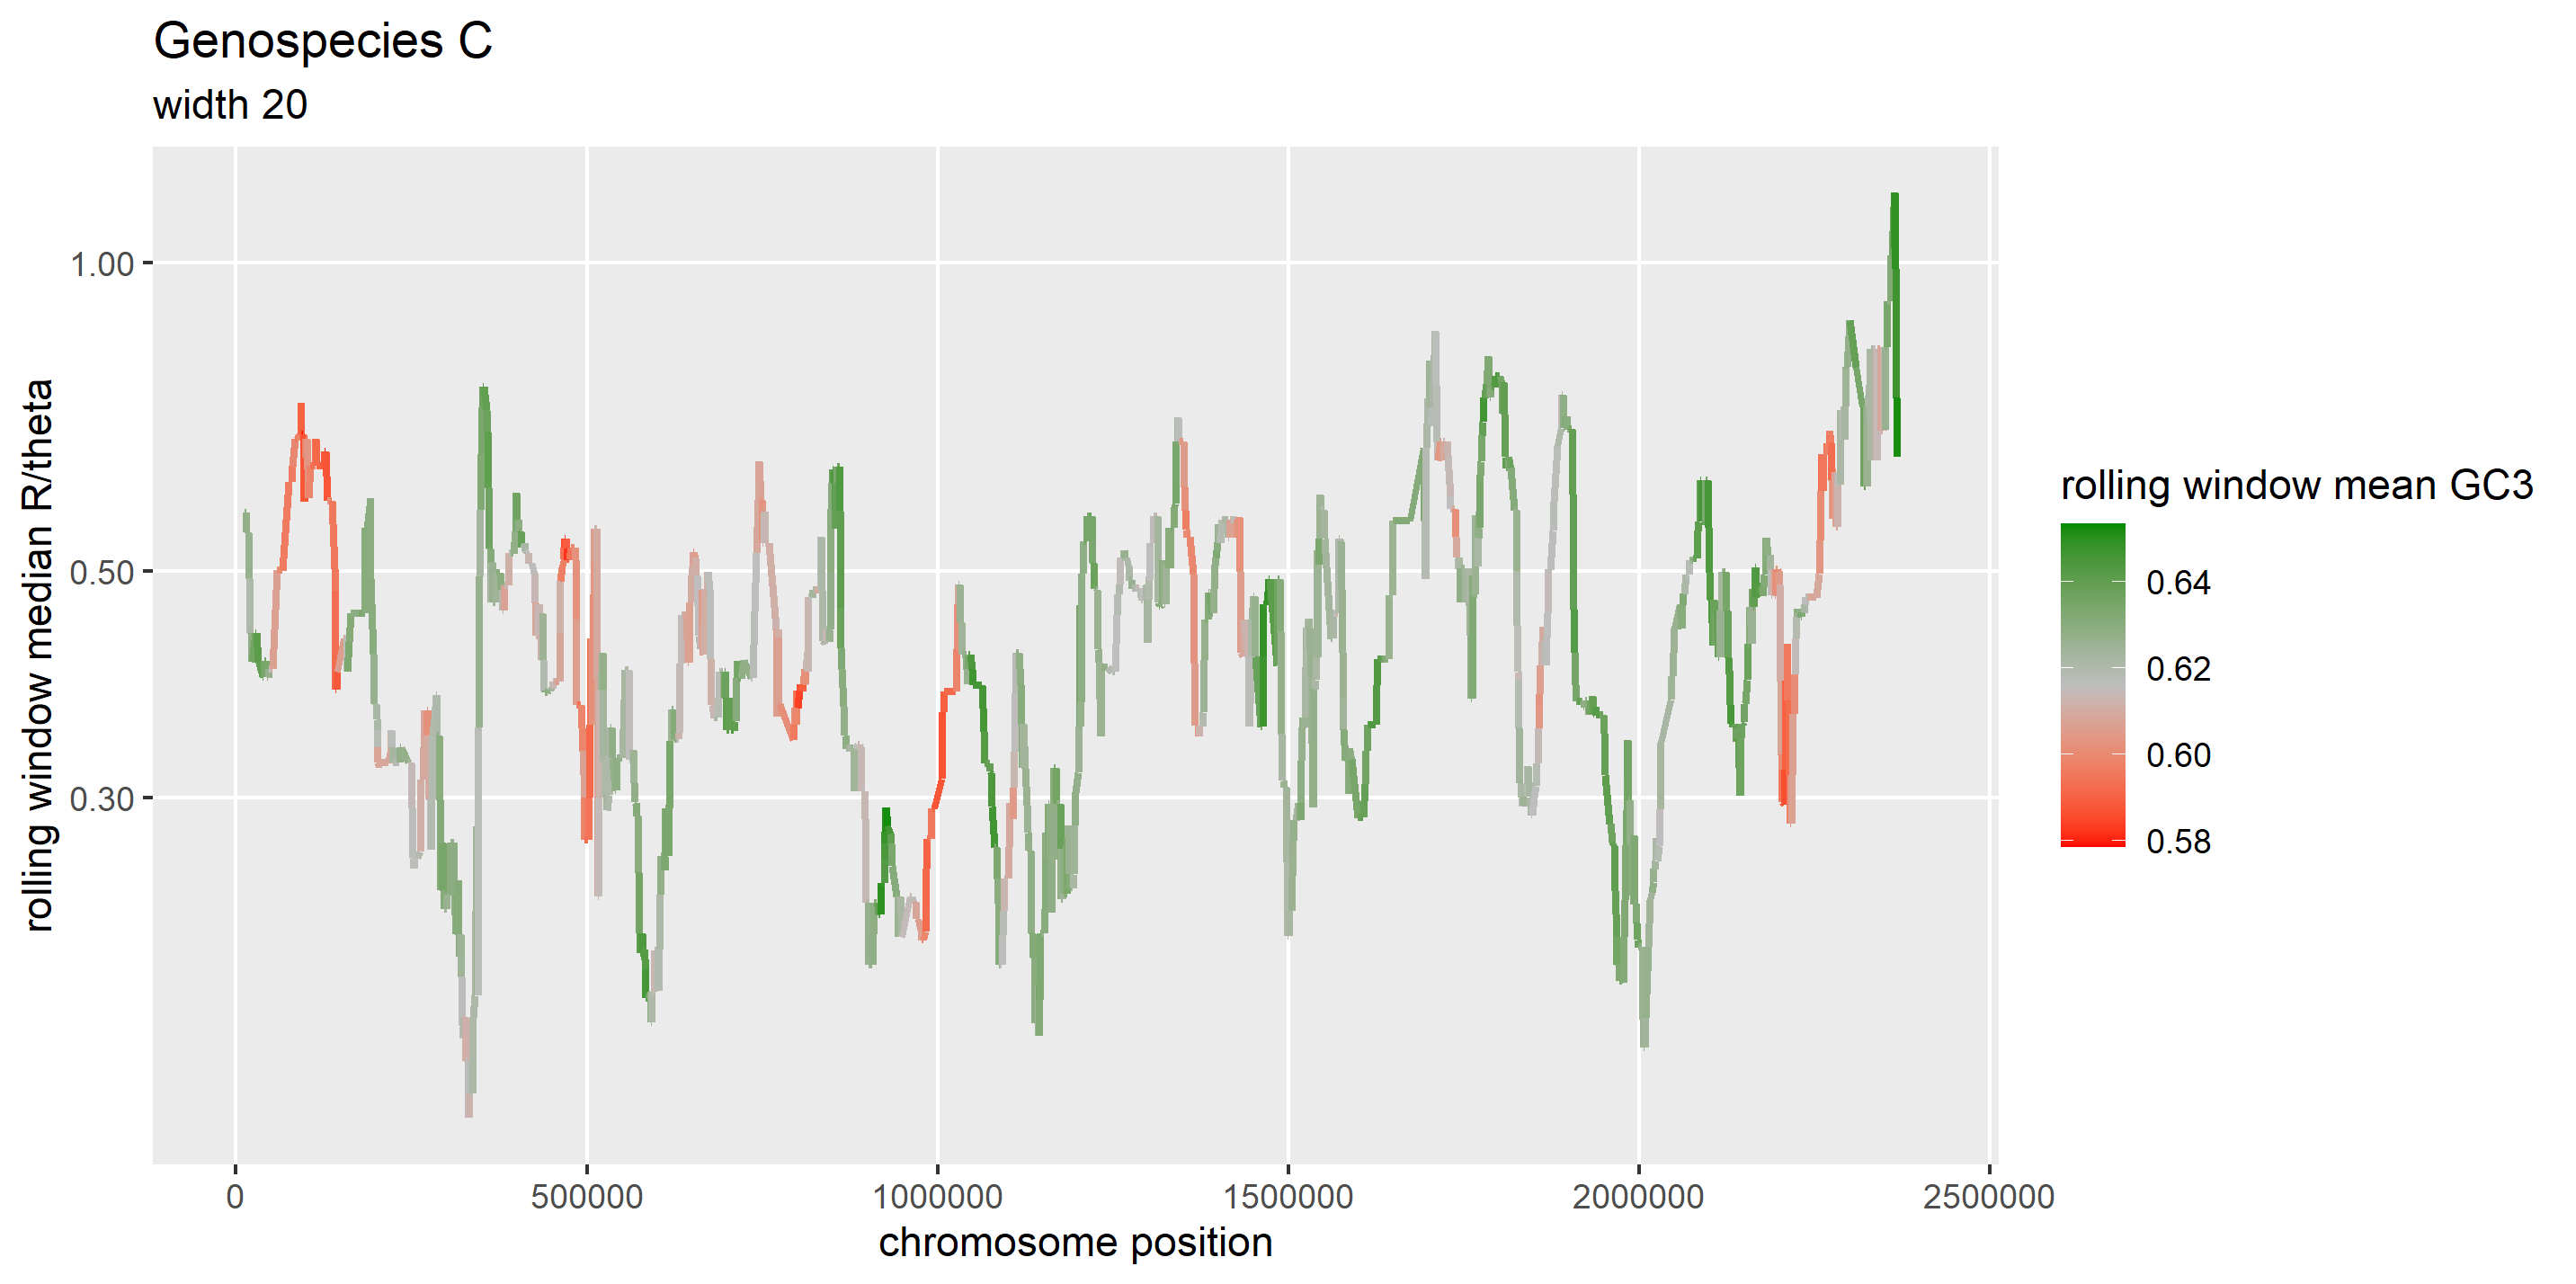 Genospecies C
width 20
rolling window median R/theta
1.00
0.50
0.30
0
500000
1000000
1500000
2000000
2500000
chromosome position
rolling window mean GC3
0.64
0.62
0.60
0.58